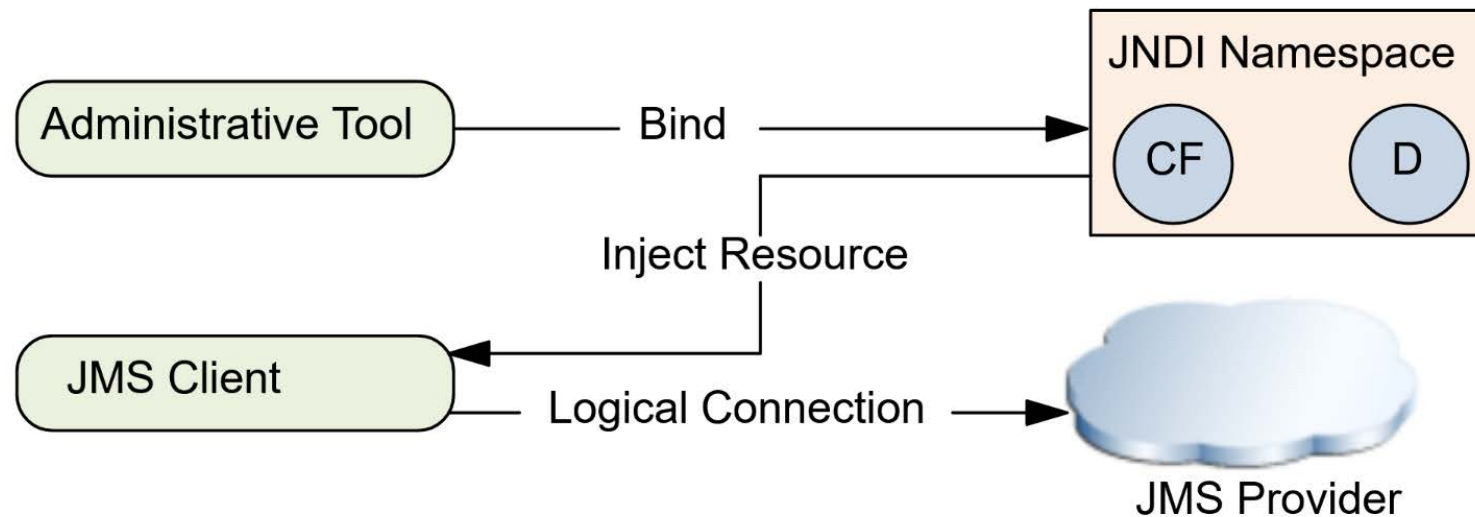 JNDI Namespace
Administrative Tool
Bind
CF
D
Inject Resource
JMS Client
Logical Connection
JMS Provider